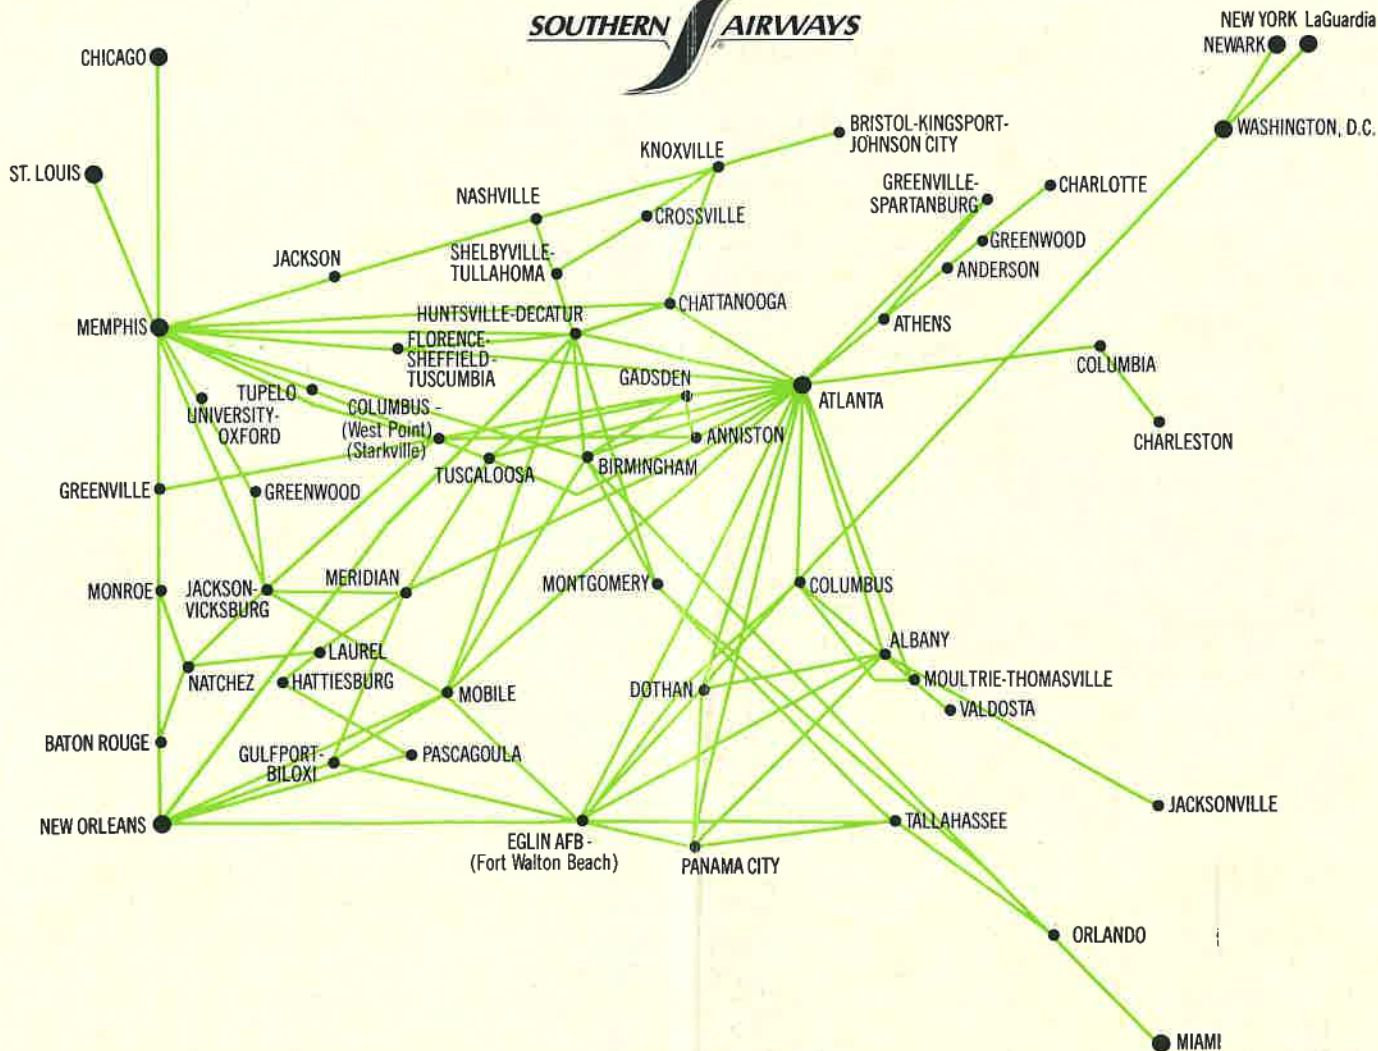 SOUTHERN AIRWAYS
NEW YORK LaGuardia
NEWARK
CHICAGO
WASHINGTON, D.C.
BRISTOL-KINGSPORT-
JOHNSON CITY
KNOXVILLE
ST. LOUIS
GREENVILLE-
SPARTANBURG
CHARLOTTE
NASHVILLE
CROSSVILLE
GREENWOOD
JACKSON
SHELBYVILLE-
TULLAHOMA
ANDERSON
CHATTANOOGA
HUNTSVILLE-DECATUR
MEMPHIS
ATHENS
FLORENCE-
SHEFFIELD-
TUSCUMBIA
COLUMBIA
GADSDEN
TUPELO
ATLANTA
UNIVERSITY-
OXFORD
COLUMBUS -
(West Point)
(Starkville)
ANNISTON
CHARLESTON
TUSCALOOSA
BIRMINGHAM
GREENVILLE
GREENWOOD
MONROE
JACKSON-
VICKSBURG
MERIDIAN
MONTGOMERY
COLUMBUS
ALBANY
LAUREL
NATCHEZ
HATTIESBURG
MOBILE
DOTHAN
MOULTRIE-THOMASVILLE
VALDOSTA
BATON ROUGE
GULFPORT-
BILOXI
PASCAGOULA
JACKSONVILLE
NEW ORLEANS
EGLIN AFB -
(Fort Walton Beach)
TALLAHASSEE
PANAMA CITY
ORLANDO
MIAMI